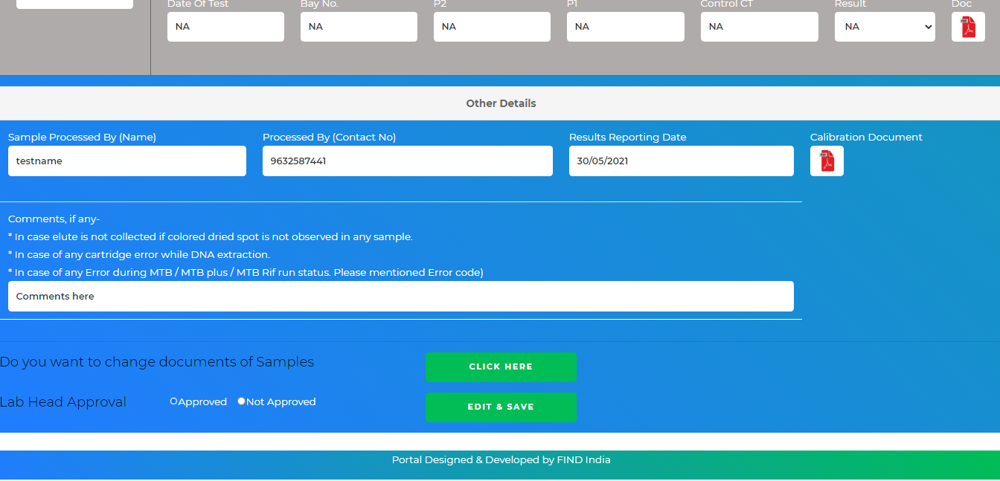 Date Of Test Bay No. P2 P1 Control CT Result Doc
NA NA NA NA NA NA
Other Details
Sample Processed By (Name) Processed By (Contact No) Results Reporting Date Calibration Document
testname 9632587441 30/05/2021
Comments, if any-
* In case elute is not collected if colored dried spot is not observed in any sample.
* In case of any cartridge error while DNA extraction.
* In case of any Error during MTB / MTB plus / MTB Rif run status. Please mentioned Error code)
Comments here
Do you want to change documents of Samples CLICK HERE
Lab Head Approval Approved Not Approved EDIT & SAVE
Portal Designed & Developed by FIND India